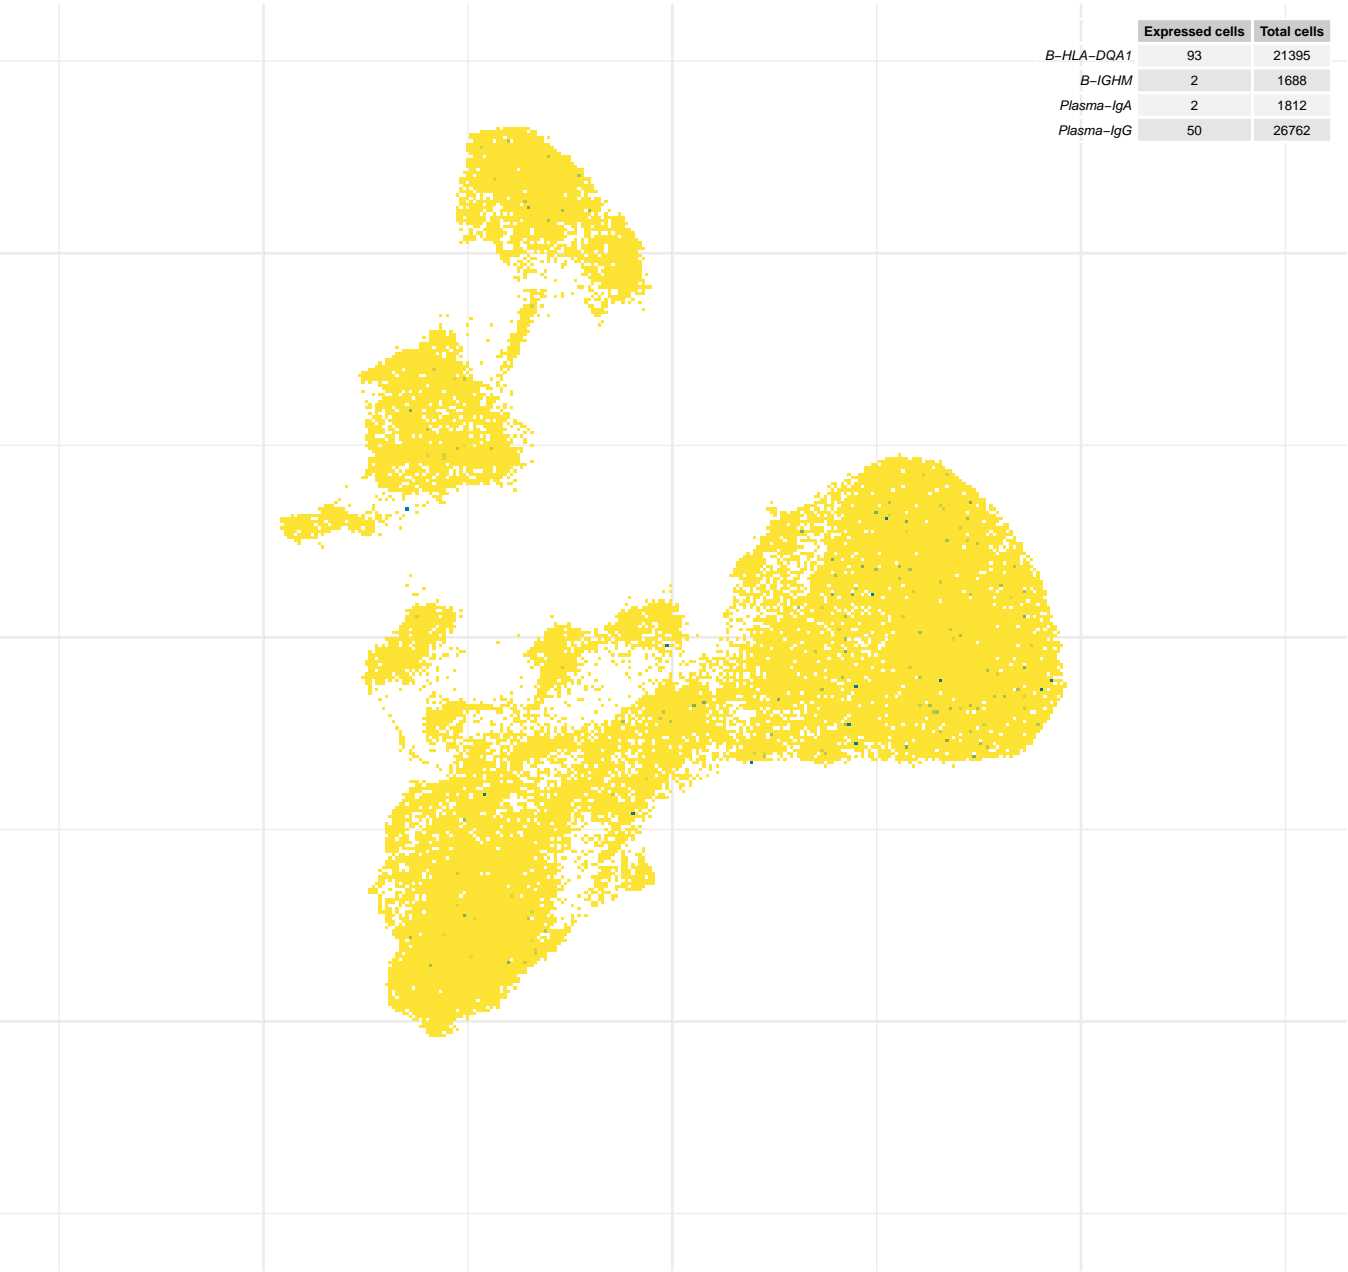 Expressed cells Total cells
B−HLA−DQA1 93 21395
B−IGHM 2 1688
Plasma−IgA 2 1812
Plasma−IgG 50 26762